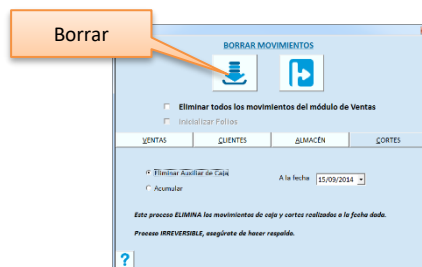 Borrar
BORRAR MOVIMIENTOS
Eliminar todos los movimientos del módulo de Ventas
Inicializar Folios
VENTAS CLIENTES ALMACÉN CORTES
Eliminar Auxiliar de Caja
A la fecha 15/09/2014
Acumular
Este proceso ELIMINA los movimientos de caja y cortes realizados a la fecha dada.
Proceso IRREVERSIBLE, asegúrate de hacer respaldo.
?